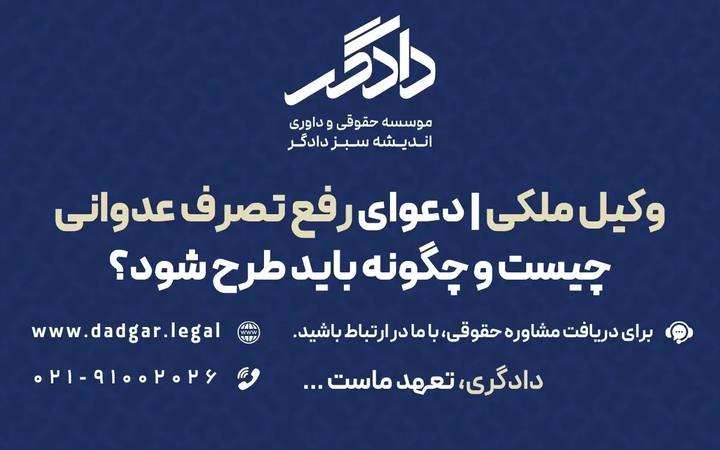 دادگر
موسسه حقوقی و داوری
اندیشه سبز دادگر
وکیل ملکی | دعوای رفع تصرف عدوانی
چیست و چگونه باید طرح شود؟
برای دریافت مشاوره حقوقی، با ما در ارتباط باشید.
www
www.dadgar.legal
دادگری، تعهد ماست ...
۰۲۱-۹۱۰۰۲۰۲۶